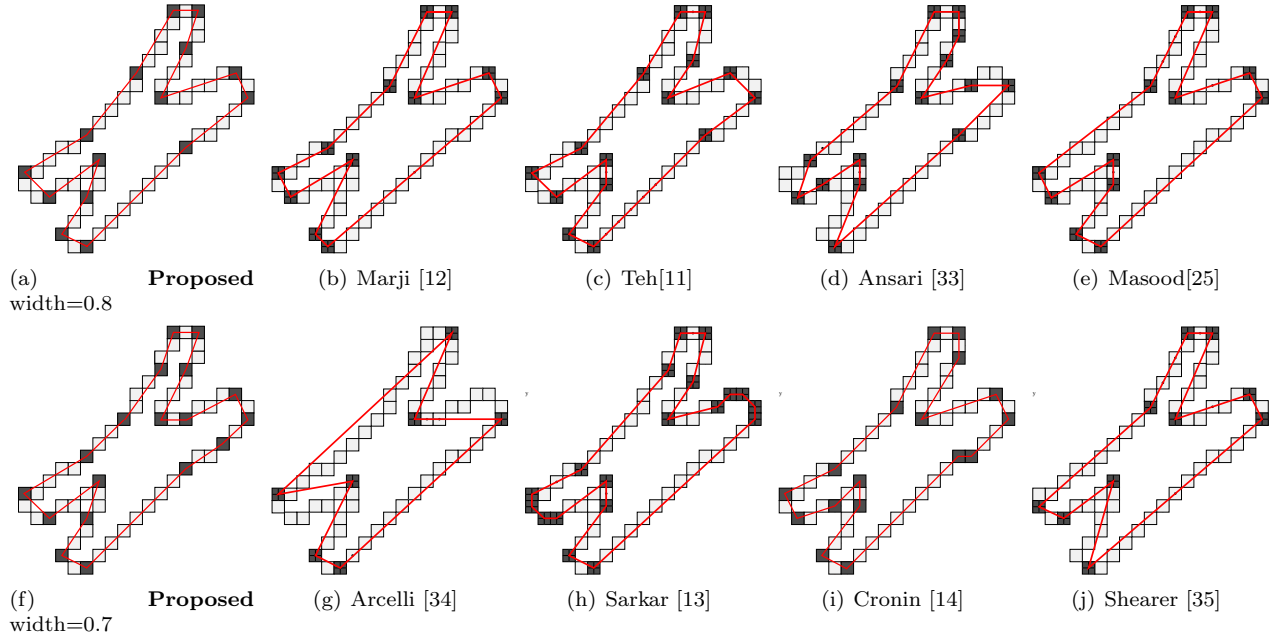 (a) Proposed
width=0.8
(b) Marji [12]
(c) Teh[11]
(d) Ansari [33]
(e) Masood[25]
, , ,
(f) Proposed
width=0.7
(g) Arcelli [34]
(h) Sarkar [13]
(i) Cronin [14]
(j) Shearer [35]